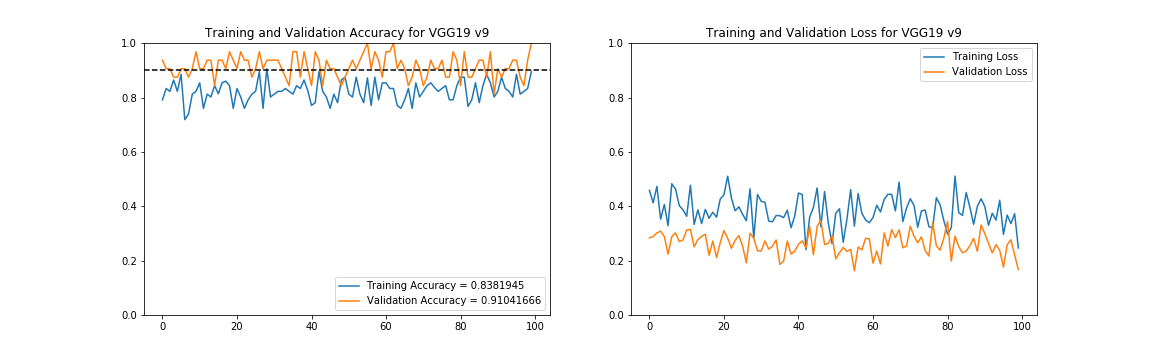 Training and Validation Accuracy for VGG19 v9
1.0
0.8
0.6
0.4
0.2
0.0
0 20 40 60 80 100
Training Accuracy = 0.8381945
Validation Accuracy = 0.91041666
Training and Validation Loss for VGG19 v9
1.0
0.8
0.6
0.4
0.2
0.0
0 20 40 60 80 100
Training Loss
Validation Loss